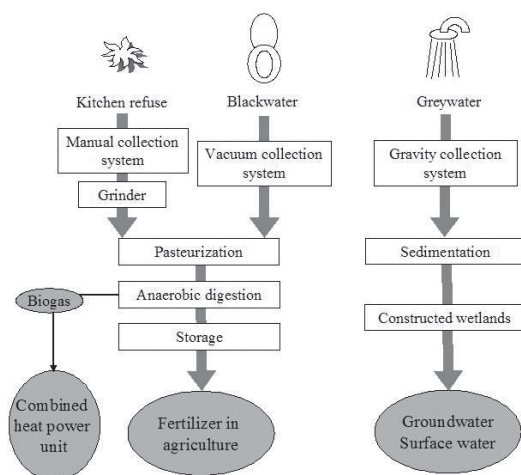 Kitchen refuse
Blackwater
Greywater
Manual collection
system
Vacuum collection
system
Gravity collection
system
Grinder
Pasteurization
Sedimentation
Biogas
Anaerobic digestion
Constructed wetlands
Storage
Combined
heat power
unit
Fertilizer in
agriculture
Groundwater
Surface water